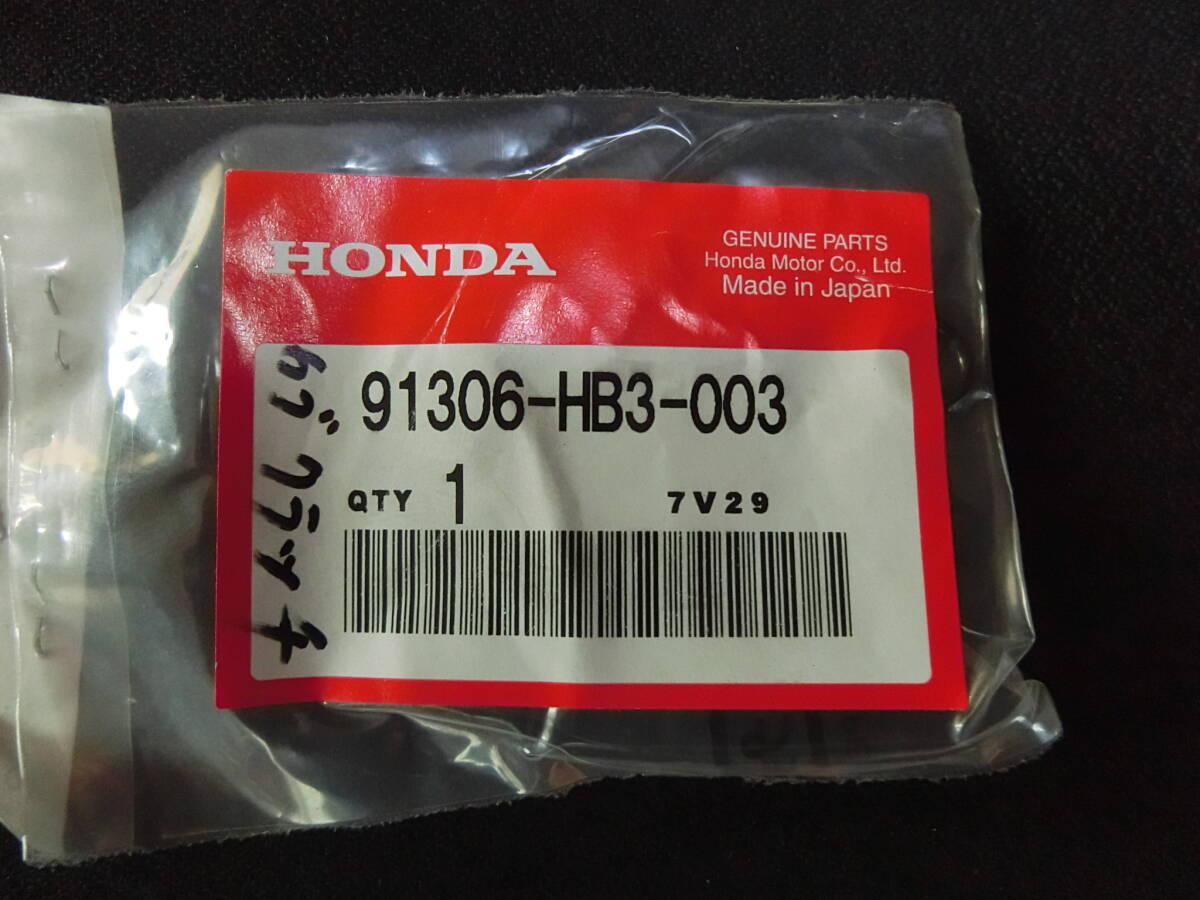 HONDA
GENUINE PARTS
Honda Motor Co., Ltd.
Made in Japan
91306-HB3-003
QTY 1
7V29